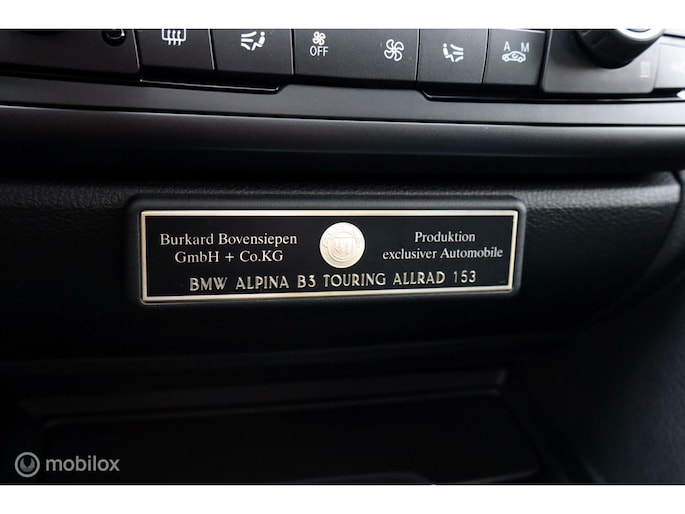 OFF
A M
Burkard Bovensiepen
GmbH + Co.KG
Produktion
exclusiver Automobile
BMW ALPINA B3 TOURING ALLRAD 153
mobilox